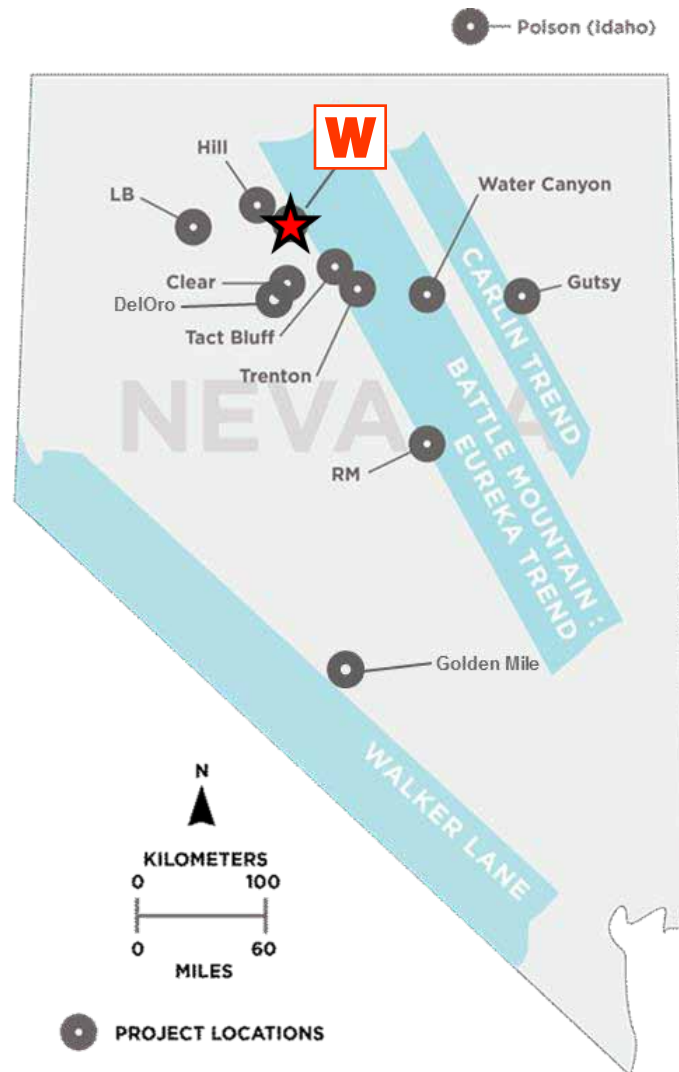 Poison (Idaho)
W
Hill
LB
Water Canyon
Clear
DelOro
Gutsy
Tact Bluff
Trenton
CARLIN TREND
NEVADA
BATTLE MOUNTAIN :
EUREKA TREND
RM
Golden Mile
WALKER LANE
N
KILOMETERS
0 100
0 60
MILES
PROJECT LOCATIONS